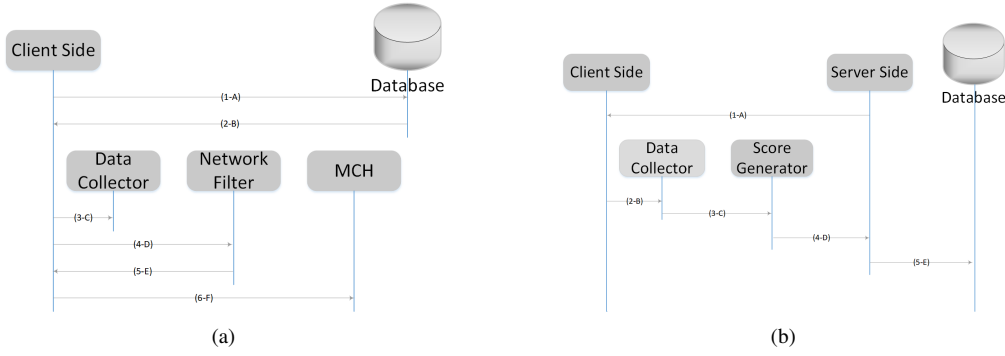 Client Side
Database
(1-A)
(2-B)
Data
Collector
Network
Filter
MCH
(3-C)
(4-D)
(5-E)
(6-F)
(a)
Client Side
Server Side
Database
(1-A)
Data
Collector
Score
Generator
(2-B)
(3-C)
(4-D)
(5-E)
(b)